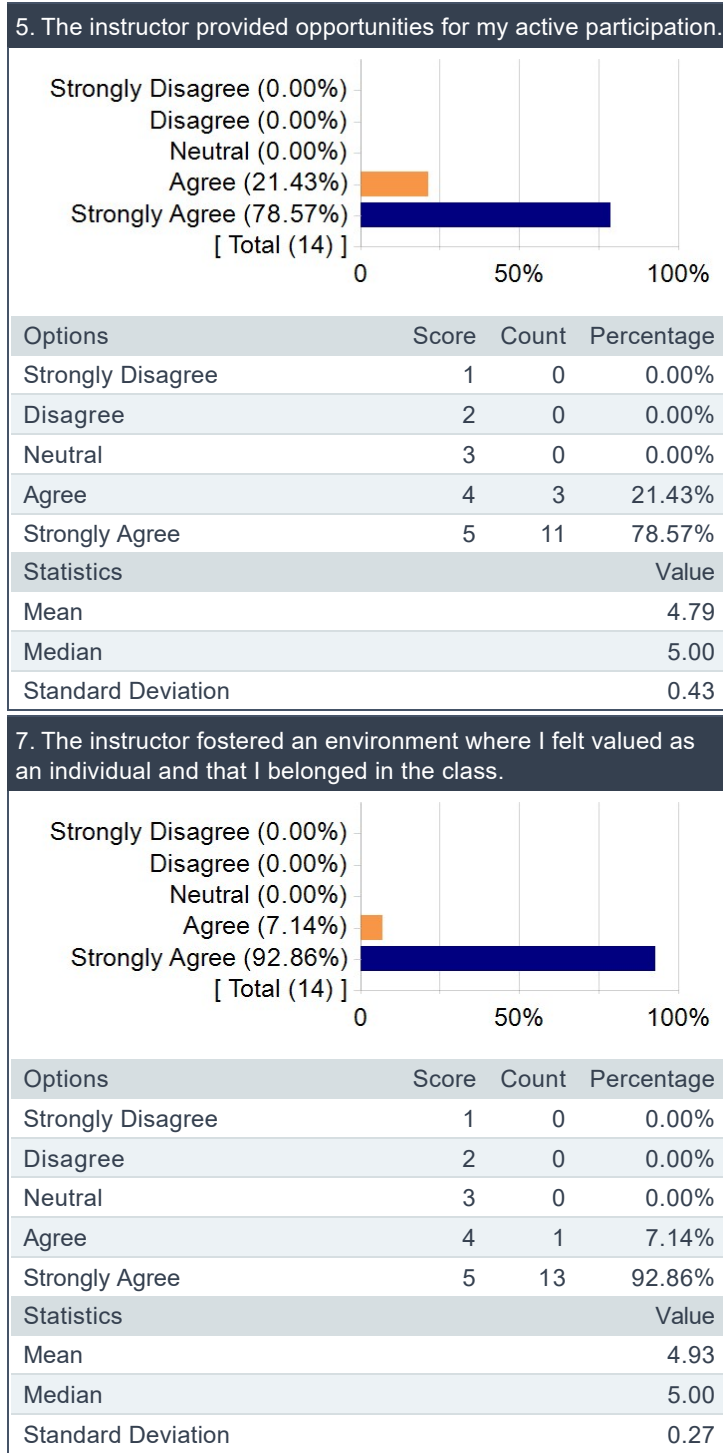 5. The instructor provided opportunities for my active participation.
Strongly Disagree (0.00%)
Disagree (0.00%)
Neutral (0.00%)
Agree (21.43%)
Strongly Agree (78.57%)
[ Total (14) ]
0 50% 100%
Options Score Count Percentage
Strongly Disagree 1 0 0.00%
Disagree 2 0 0.00%
Neutral 3 0 0.00%
Agree 4 3 21.43%
Strongly Agree 5 11 78.57%
Statistics Value
Mean 4.79
Median 5.00
Standard Deviation 0.43
7. The instructor fostered an environment where I felt valued as
an individual and that I belonged in the class.
Strongly Disagree (0.00%)
Disagree (0.00%)
Neutral (0.00%)
Agree (7.14%)
Strongly Agree (92.86%)
[ Total (14) ]
0 50% 100%
Options Score Count Percentage
Strongly Disagree 1 0 0.00%
Disagree 2 0 0.00%
Neutral 3 0 0.00%
Agree 4 1 7.14%
Strongly Agree 5 13 92.86%
Statistics Value
Mean 4.93
Median 5.00
Standard Deviation 0.27